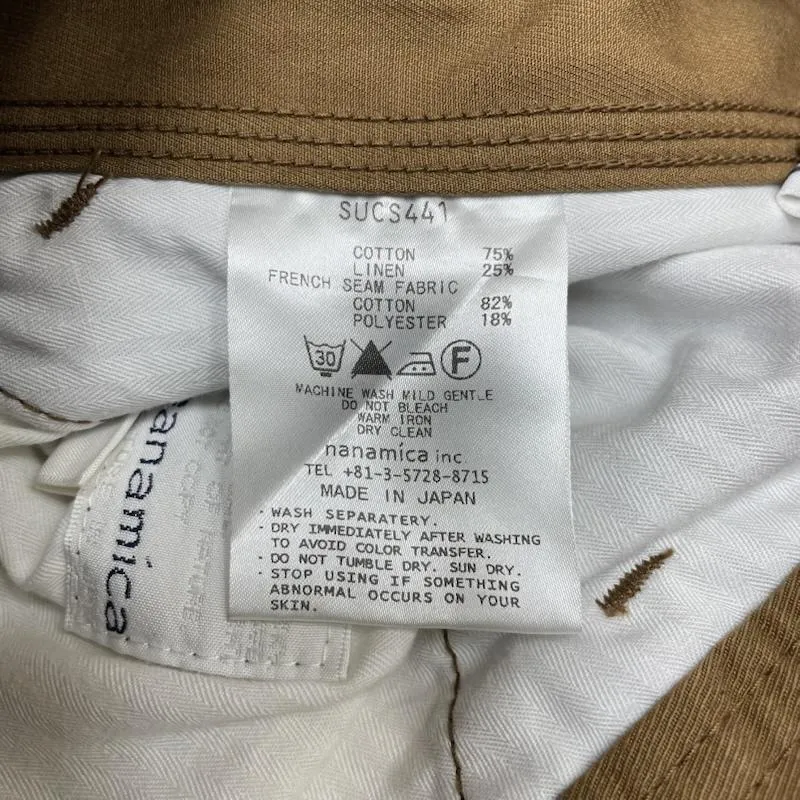 SUCS441
COTTON 75%
LINEN 25%
FRENCH SEAM FABRIC
COTTON 82%
POLYESTER 18%
30 F
MACHINE WASH MILD GENTLE
DO NOT BLEACH
WARM IRON
DRY CLEAN
nanamíca inc.
TEL +81-3-5728-8715
MADE IN JAPAN
· WASH SEPARATERY.
· DRY IMMEDIATELY AFTER WASHING
TO AVOID COLOR TRANSFER.
· DO NOT TUMBLE DRY. SUN DRY.
· STOP USING IF SOMETHING
ABNORMAL OCCURS ON YOUR
SKIN.
anamíca